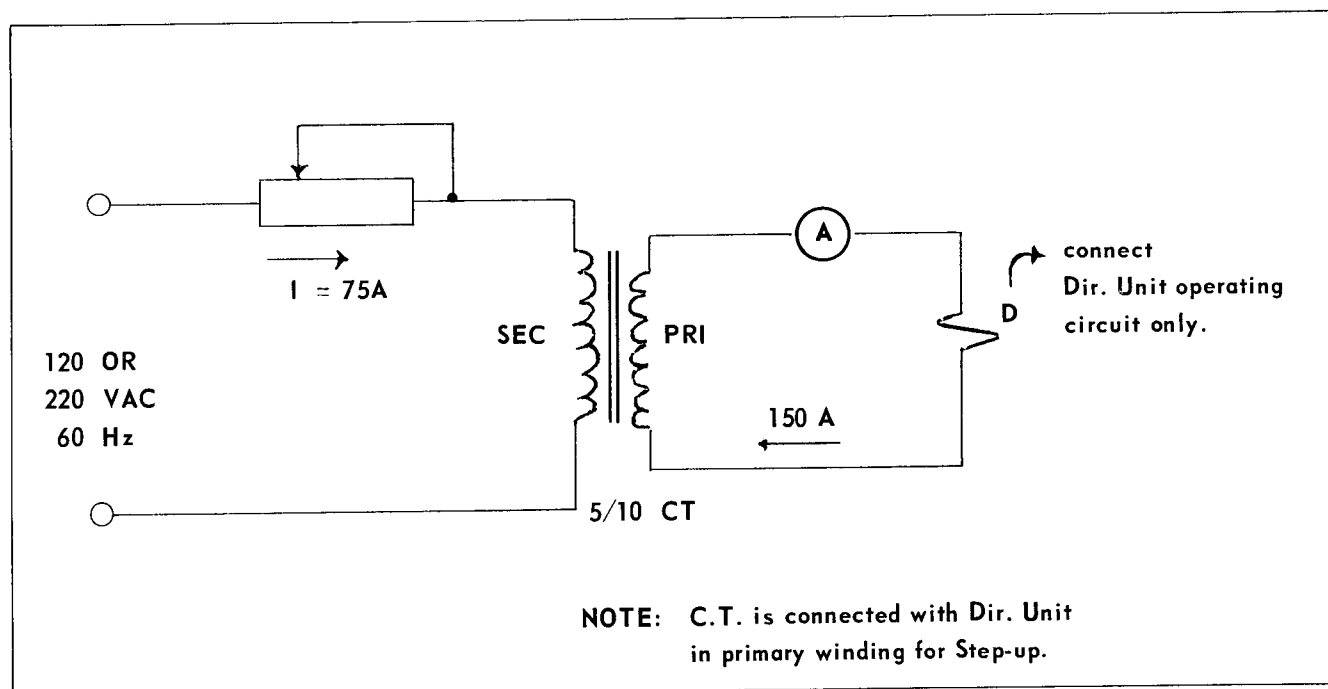 I = 75A
120 OR
220 VAC
60 Hz
SEC
PRI
A
D
connect
Dir. Unit operating
circuit only.
150 A
5/10 CT
NOTE: C.T. is connected with Dir. Unit
in primary winding for Step-up.